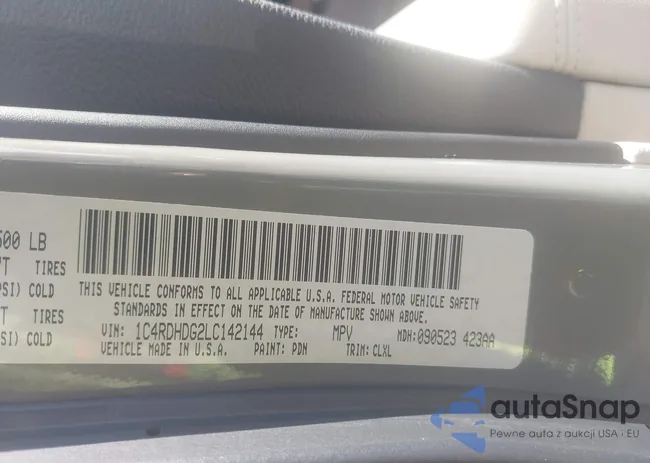 500 LB
TIRES
PSI) COLD
THIS VEHICLE CONFORMS TO ALL APPLICABLE U.S.A. FEDERAL MOTOR VEHICLE SAFETY
STANDARDS IN EFFECT ON THE DATE OF MANUFACTURE SHOWN ABOVE.
TIRES
VIN: 1C4RDHDG2LC142144 TYPE: MPV MDH:090523 423AA
PSI) COLD
VEHICLE MADE IN U.S.A. PAINT: PDN TRIM: CLXL
autaSnap
Pewne auta z aukcji USA i EU